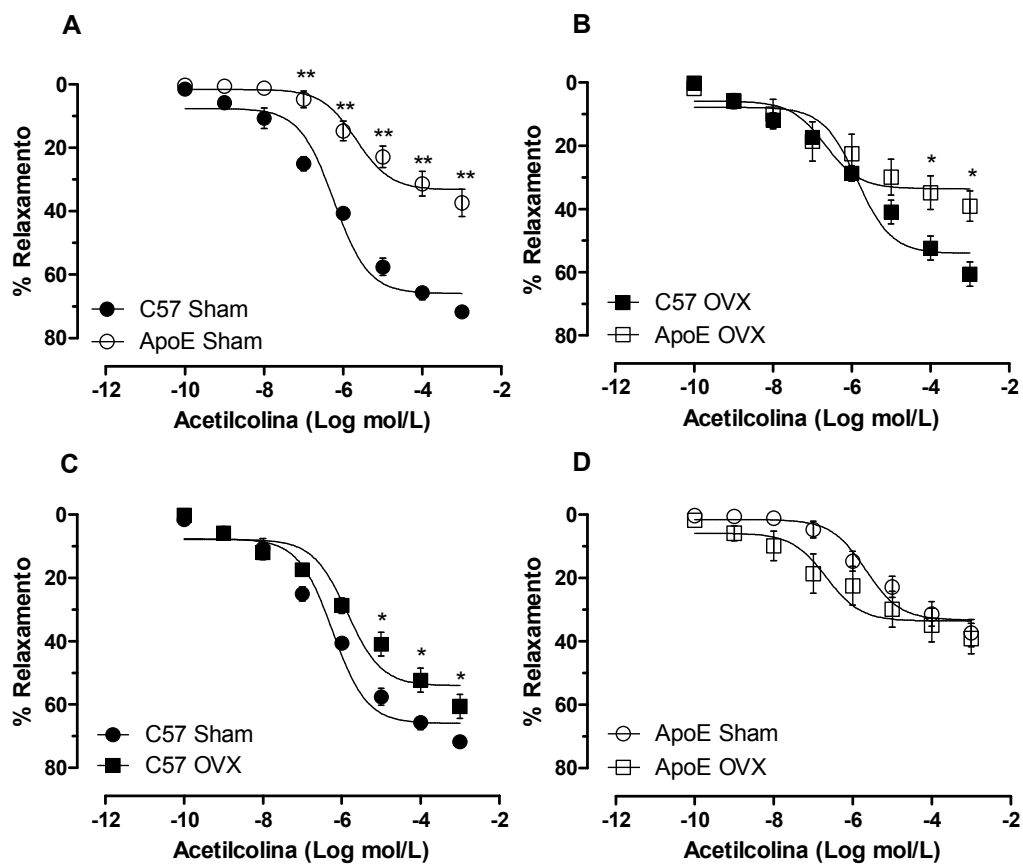 A
0
20
40
60
80
% Relaxamento
** ** ** ** **
C57 Sham
ApoE Sham
-12 -10 -8 -6 -4 -2
Acetilcolina (Log mol/L)
B
0
20
40
60
80
% Relaxamento
* *
C57 OVX
ApoE OVX
-12 -10 -8 -6 -4 -2
Acetilcolina (Log mol/L)
C
0
20
40
60
80
% Relaxamento
* * *
C57 Sham
C57 OVX
-12 -10 -8 -6 -4 -2
Acetilcolina (Log mol/L)
D
0
20
40
60
80
% Relaxamento
ApoE Sham
ApoE OVX
-12 -10 -8 -6 -4 -2
Acetilcolina (Log mol/L)